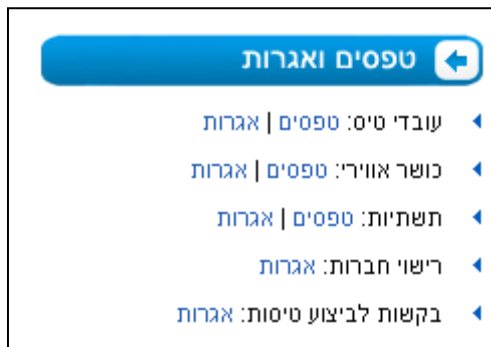 טפסים ואגרות
עובדי טיס: טפסים | אגרות
כושר אווירי: טפסים | אגרות
תשתיות: טפסים | אגרות
רישוי חברות: אגרות
בקשות לביצוע טיסות: אגרות